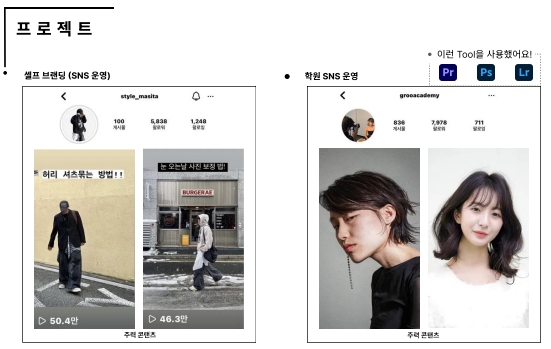 프로젝트
이런 Tool을 사용했어요!
Pr Ps Lr
셀프 브랜딩 (SNS 운영)
style_masita
100 5,838 1,248
게시물 팔로워 팔로잉
허리 셔츠묶는 방법!!
50.4만
눈 오는날 사진 보정 법!
BURGERAE
46.3만
주력 콘텐츠
학원 SNS 운영
grooacademy
836 7,978 711
게시물 팔로워 팔로잉
주력 콘텐츠